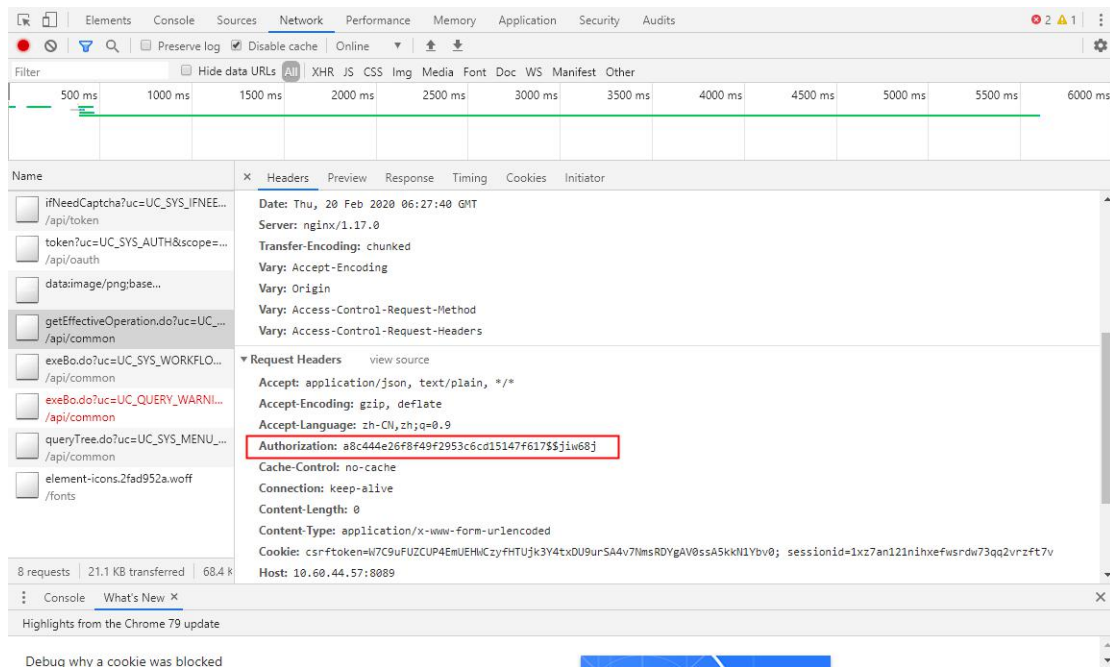 Elements Console Sources Network Performance Memory Application Security Audits 2 1
Preserve log Disable cache Online
Filter Hide data URLs All XHR JS CSS Img Media Font Doc WS Manifest Other
500 ms 1000 ms 1500 ms 2000 ms 2500 ms 3000 ms 3500 ms 4000 ms 4500 ms 5000 ms 5500 ms 6000 ms
Name
ifNeedCaptcha?uc=UC_SYS_IFNEE...
/api/token
token?uc=UC_SYS_AUTH&scope=...
/api/oauth
data:image/png;base...
getEffectiveOperation.do?uc=UC_...
/api/common
exeBo.do?uc=UC_SYS_WORKFLO...
/api/common
exeBo.do?uc=UC_QUERY_WARNI...
/api/common
queryTree.do?uc=UC_SYS_MENU_...
/api/common
element-icons.2fad952a.woff
/fonts
8 requests 21.1 KB transferred 68.4 K
× Headers Preview Response Timing Cookies Initiator
Date: Thu, 20 Feb 2020 06:27:40 GMT
Server: nginx/1.17.0
Transfer-Encoding: chunked
Vary: Accept-Encoding
Vary: Origin
Vary: Access-Control-Request-Method
Vary: Access-Control-Request-Headers
▼ Request Headers view source
Accept: application/json, text/plain, */*
Accept-Encoding: gzip, deflate
Accept-Language: zh-CN,zh;q=0.9
Authorization: a8c444e26f8f49f2953c6cd15147f617$$jiw68j
Cache-Control: no-cache
Connection: keep-alive
Content-Length: 0
Content-Type: application/x-www-form-urlencoded
Cookie: csrftoken=W7C9uFUZCUP4EmUEHWCzyfHTUjk3Y4txDU9urSA4v7NmsRDYgAV0ssA5kkN1Ybv0; sessionid=1xz7an121nihxefwsrdw73qq2vrzft7v
Host: 10.60.44.57:8089
Console What's New ×
Highlights from the Chrome 79 update
Debug why a cookie was blocked